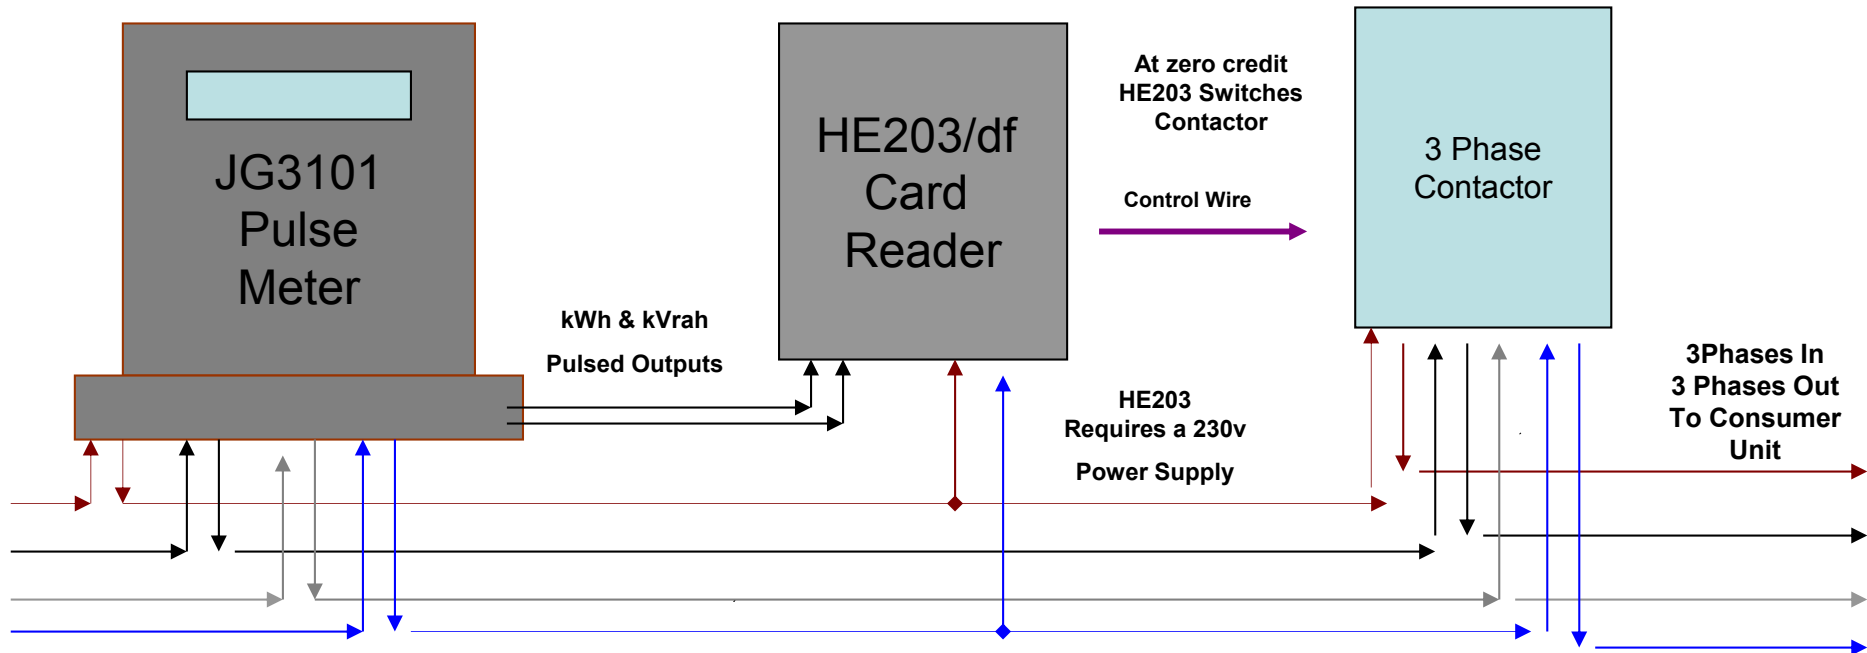 JG3101
Pulse
Meter
kWh & kVrah
Pulsed Outputs
HE203/df
Card
Reader
At zero credit
HE203 Switches
Contactor
Control Wire
HE203
Requires a 230v
Power Supply
3 Phase
Contactor
3Phases In
3 Phases Out
To Consumer
Unit